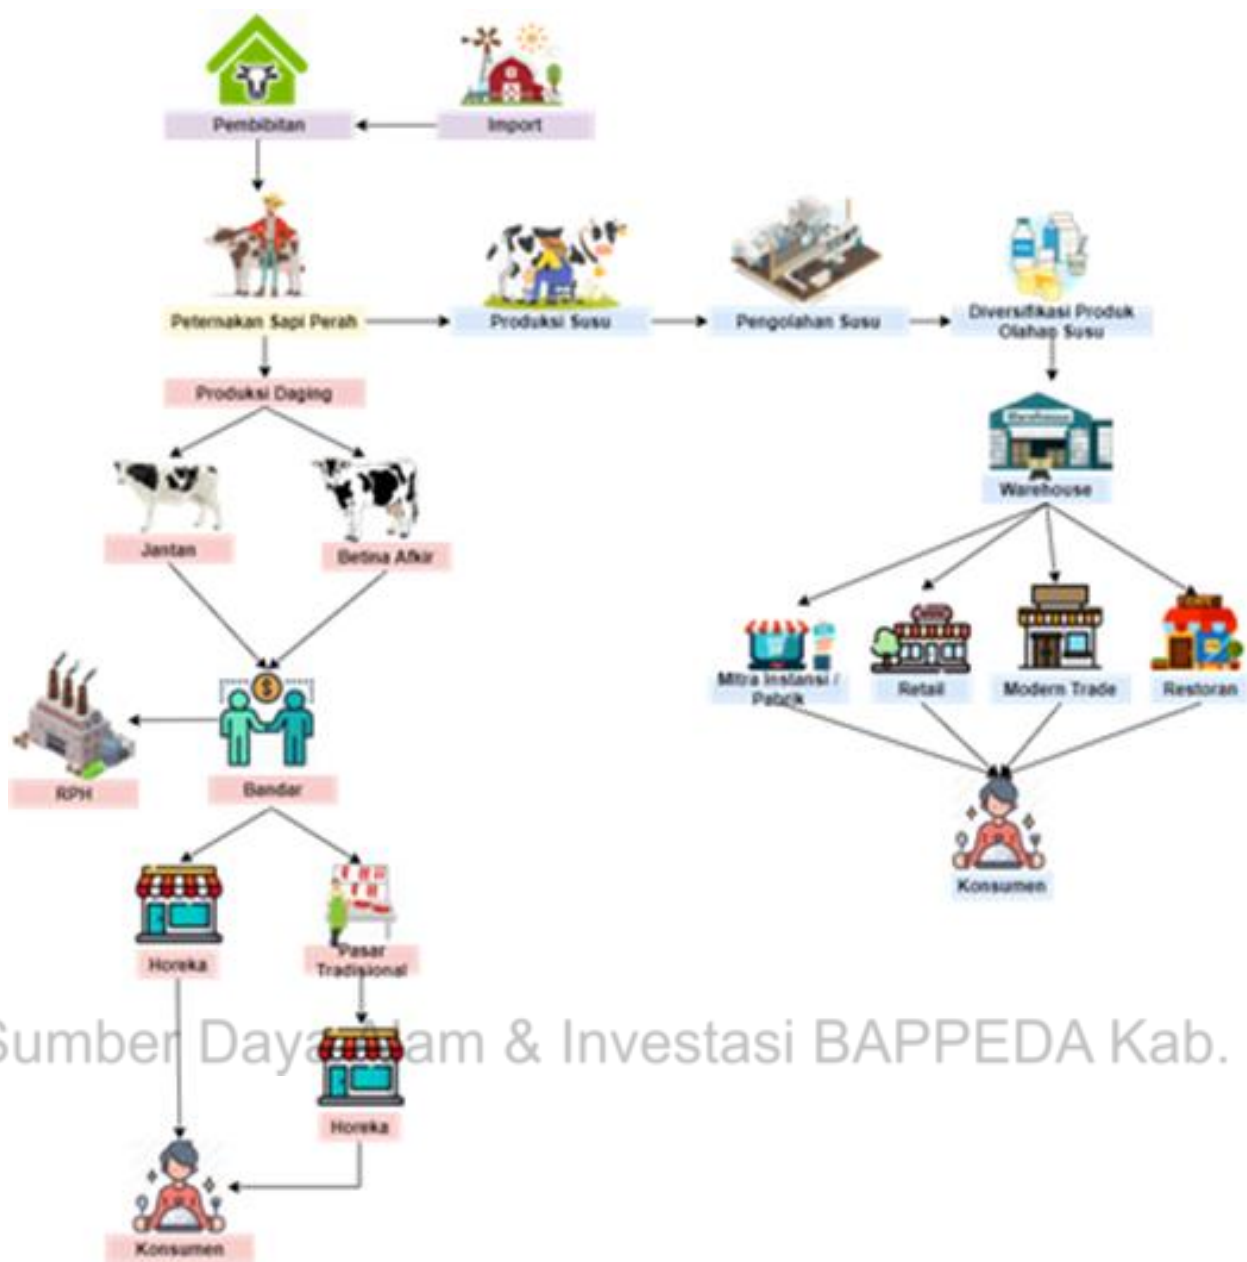 Pembibitan
Import
Peternakan Sapi Perah
Produksi Susu
Pengolahan Susu
Diversifikasi Produk
Olahan Susu
Produksi Daging
Warehouse
Warehouse
Jantan
Betina Afkir
Mitra Instansi /
Pabrik
Retail
Modern Trade
Restoran
RPH
Bandar
Konsumen
Horeka
Pasar
Tradisional
Sumber Daya Alam & Investasi BAPPEDA Kab.
Horeka
Konsumen